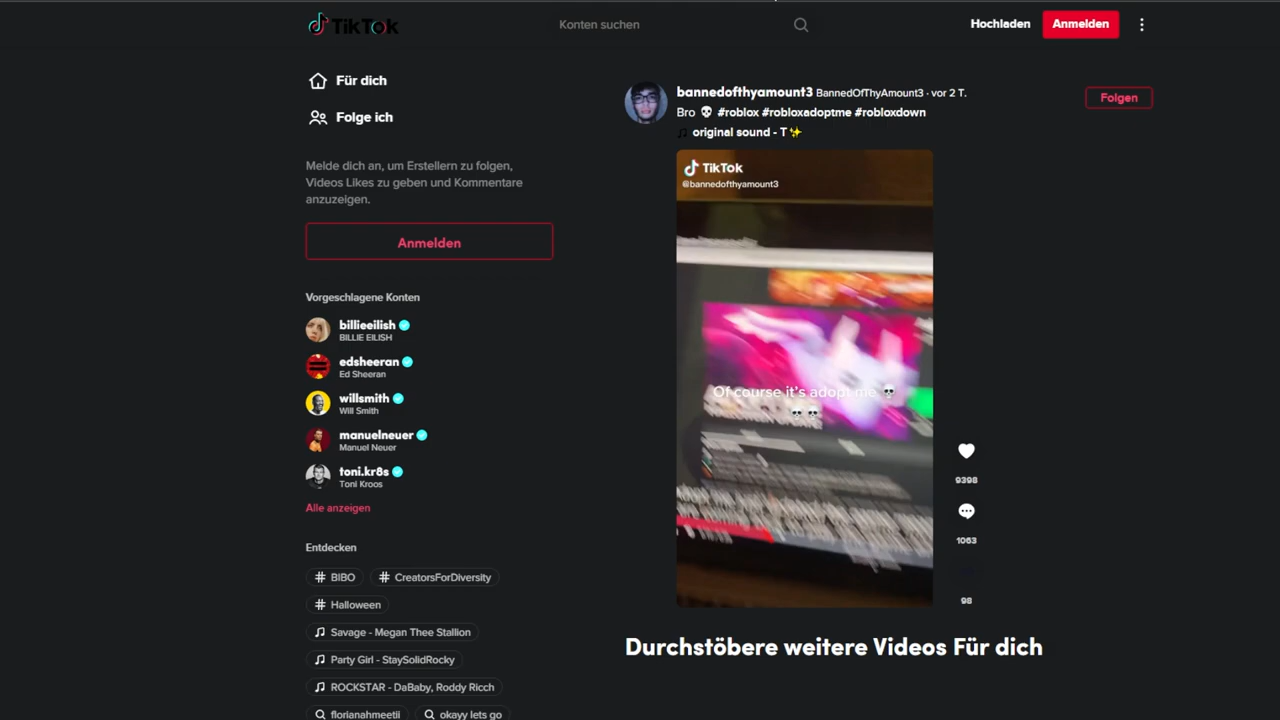 TikTok
Konten suchen
Hochladen
Anmelden
Für dich
Folge ich
Melde dich an, um Erstellern zu folgen,
Videos Likes zu geben und Kommentare
anzuzeigen.
Anmelden
Vorgeschlagene Konten
billieeilish
BILLIE EILISH
edsheeran
Ed Sheeran
willsmith
Will Smith
manuelneuer
Manuel Neuer
toni.kr8s
Toni Kroos
Alle anzeigen
Entdecken
# BIBO
# CreatorsForDiversity
# Halloween
Savage - Megan Thee Stallion
Party Girl - StaySolidRocky
ROCKSTAR - DaBaby, Roddy Ricch
florianahmeetii
okayy lets go
bannedofthyamount3 BannedOfThyAmount3 · vor 2 T.
Folgen
Bro 💀 #roblox #robloxadoptme #robloxdown
original sound - T✨
TikTok
@bannedofthyamount3
Of course it's adopt me 💀
💀💀
9398
1063
98
Durchstöbere weitere Videos Für dich